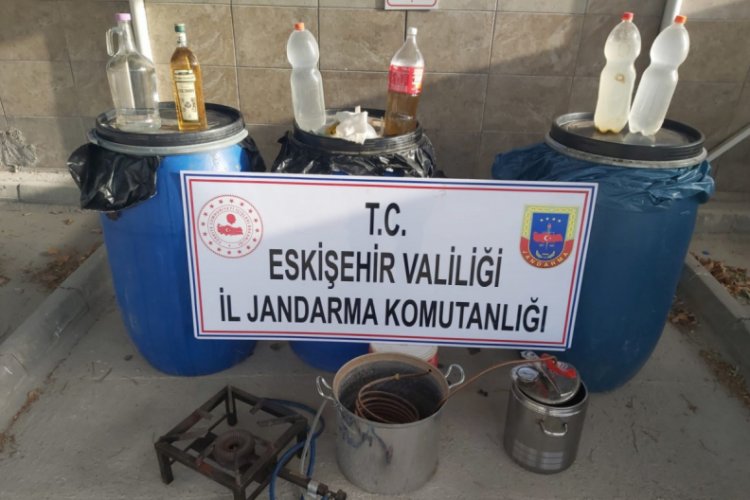 T.C.
ESKİŞEHİR VALİLİĞİ
İL JANDARMA KOMUTANLIĞI
JANDARMA